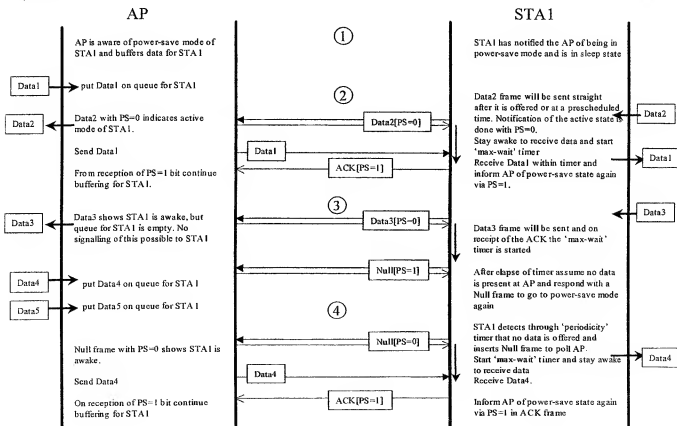 AP
STA1
AP is aware of power-save mode of
STA1 and buffers data for STA1
1
STA1 has notified the AP of being in
power-save mode and is in sleep state
Data1
put Data1 on queue for STA1
2
Data2 frame will be sent straight
after it is offered or at a prescheduled
time. Notification of the active state is
done with PS=0.
Stay awake to receive data and start
'max-wait' timer
Receive Data1 within timer and
inform AP of power-save state again
via PS=1.
Data2
Data2
Data2 with PS=0 indicates active
mode of STA1.
Data2[PS=0]
Send Data1
Data1
Data1
From reception of PS=1 bit continue
buffering for STA1.
ACK[PS=1]
3
Data3
Data3
Data3 shows STA1 is awake, but
queue for STA1 is empty. No
signalling of this possible to STA1
Data3[PS=0]
Data3 frame will be sent and on
receipt of the ACK the 'max-wait'
timer is started
Null[PS=1]
Data4
put Data4 on queue for STA1
After elapse of timer assume no data
is present at AP and respond with a
Null frame to go to power-save mode
again
Data5
put Data5 on queue for STA1
4
Null frame with PS=0 shows STA1 is
awake.
Null[PS=0]
STA1 detects through 'periodicity'
timer that no data is offered and
inserts Null frame to poll AP.
Start 'max-wait' timer and stay awake
to receive data
Receive Data4.
Data4
Send Data4
Data4
On reception of PS=1 bit continue
buffering for STA1
ACK[PS=1]
Inform AP of power-save state again
via PS=1 in ACK frame